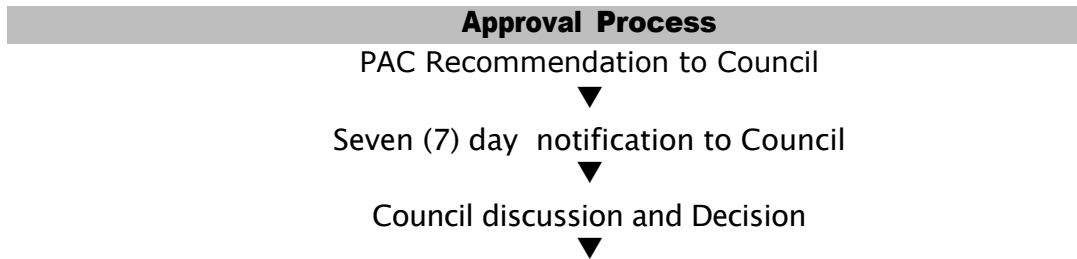 Approval Process
PAC Recommendation to Council
▼
Seven (7) day notification to Council
▼
Council discussion and Decision
▼